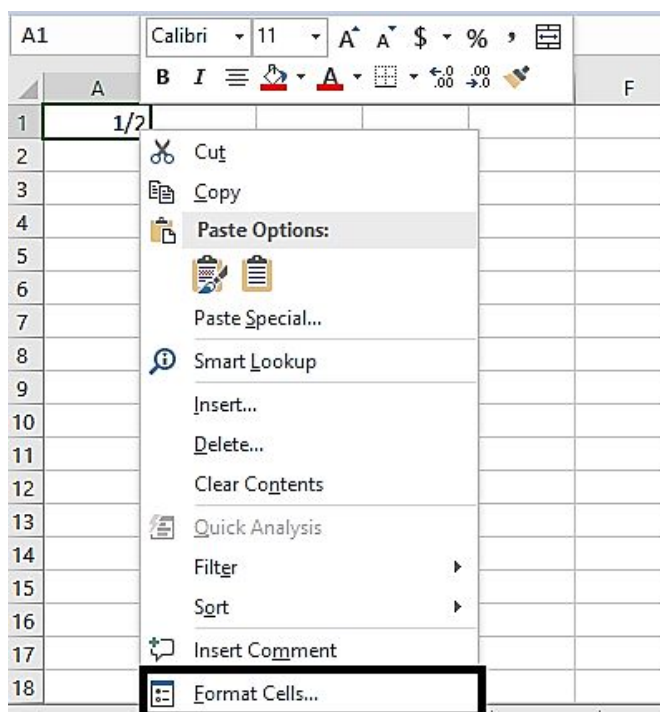 A1
Calibri 11 A A $ % ,
B I A .00 .00
A F
1 1/2
2
3
4
5
6
7
8
9
10
11
12
13
14
15
16
17
18
Cut
Copy
Paste Options:
Paste Special...
Smart Lookup
Insert...
Delete...
Clear Contents
Quick Analysis
Filter
Sort
Insert Comment
Format Cells...